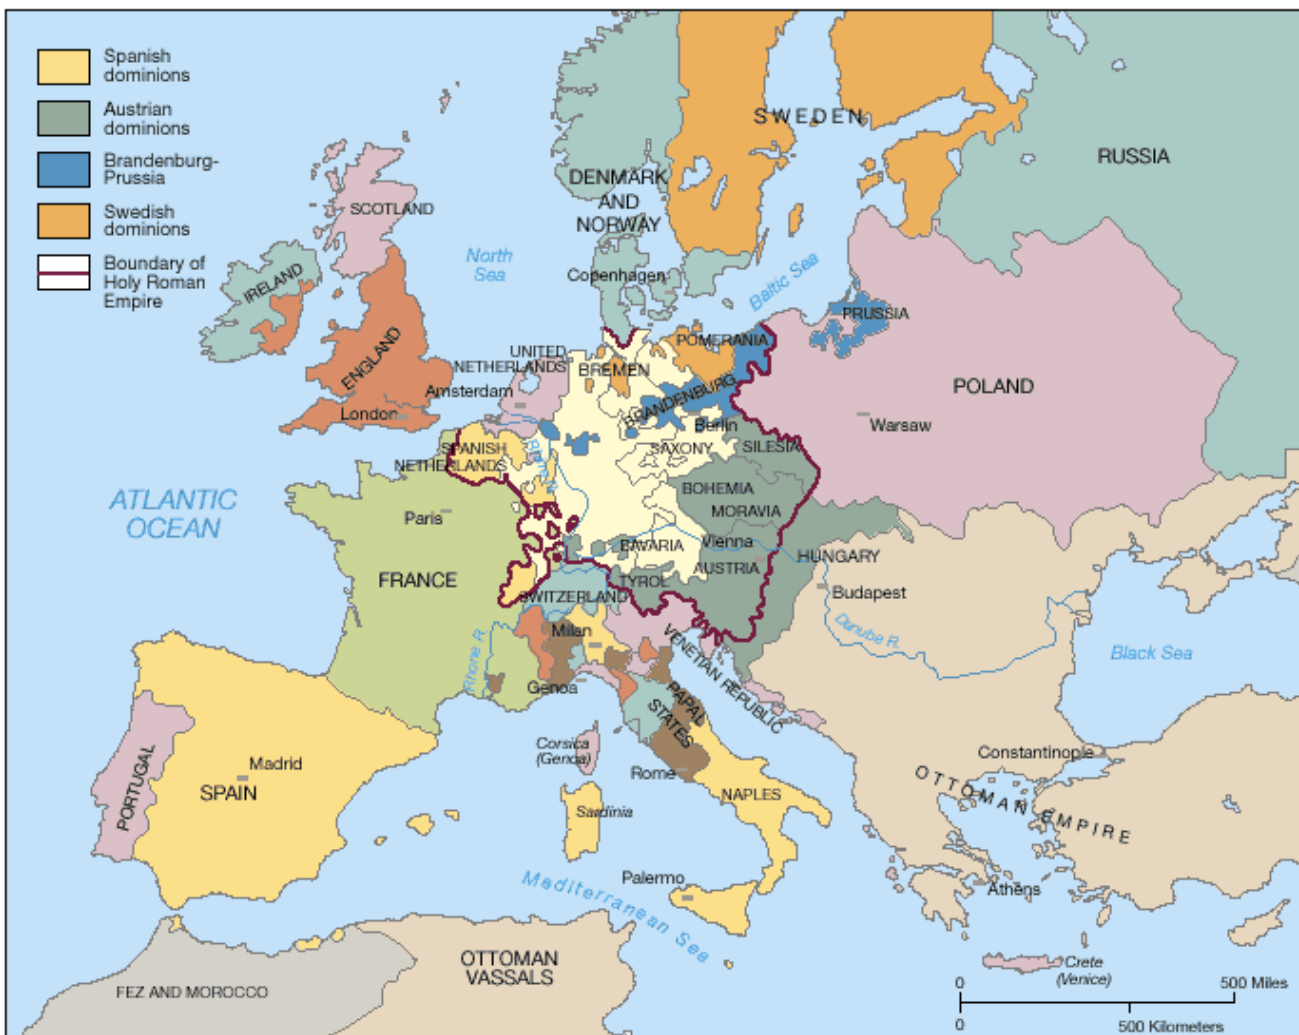 Spanish
dominions
Austrian
dominions
Brandenburg-
Prussia
Swedish
dominions
Boundary of
Holy Roman
Empire
SWEDEN
RUSSIA
DENMARK
AND
NORWAY
SCOTLAND
North
Sea
IRELAND
Copenhagen
Baltic Sea
PRUSSIA
ENGLAND
UNITED
NETHERLANDS
POMERANIA
BREMEN
Amsterdam
BRANDENBURG
POLAND
London
Berlin
Warsaw
SPANISH
NETHERLANDS
Rhine R.
SAXONY
SILESIA
ATLANTIC
OCEAN
BOHEMIA
MORAVIA
Paris
BAVARIA
Vienna
HUNGARY
FRANCE
AUSTRIA
TYROL
SWITZERLAND
Budapest
Danube R.
Milan
VENETIAN REPUBLIC
Black Sea
Rhone R.
Genoa
PAPAL
STATES
Corsica
(Genoa)
Constantinople
Madrid
Rome
OTTOMAN EMPIRE
PORTUGAL
SPAIN
NAPLES
Sardinia
Palermo
Athens
Mediterranean Sea
OTTOMAN
VASSALS
Crete
(Venice)
FEZ AND MOROCCO
0
500 Miles
0
500 Kilometers